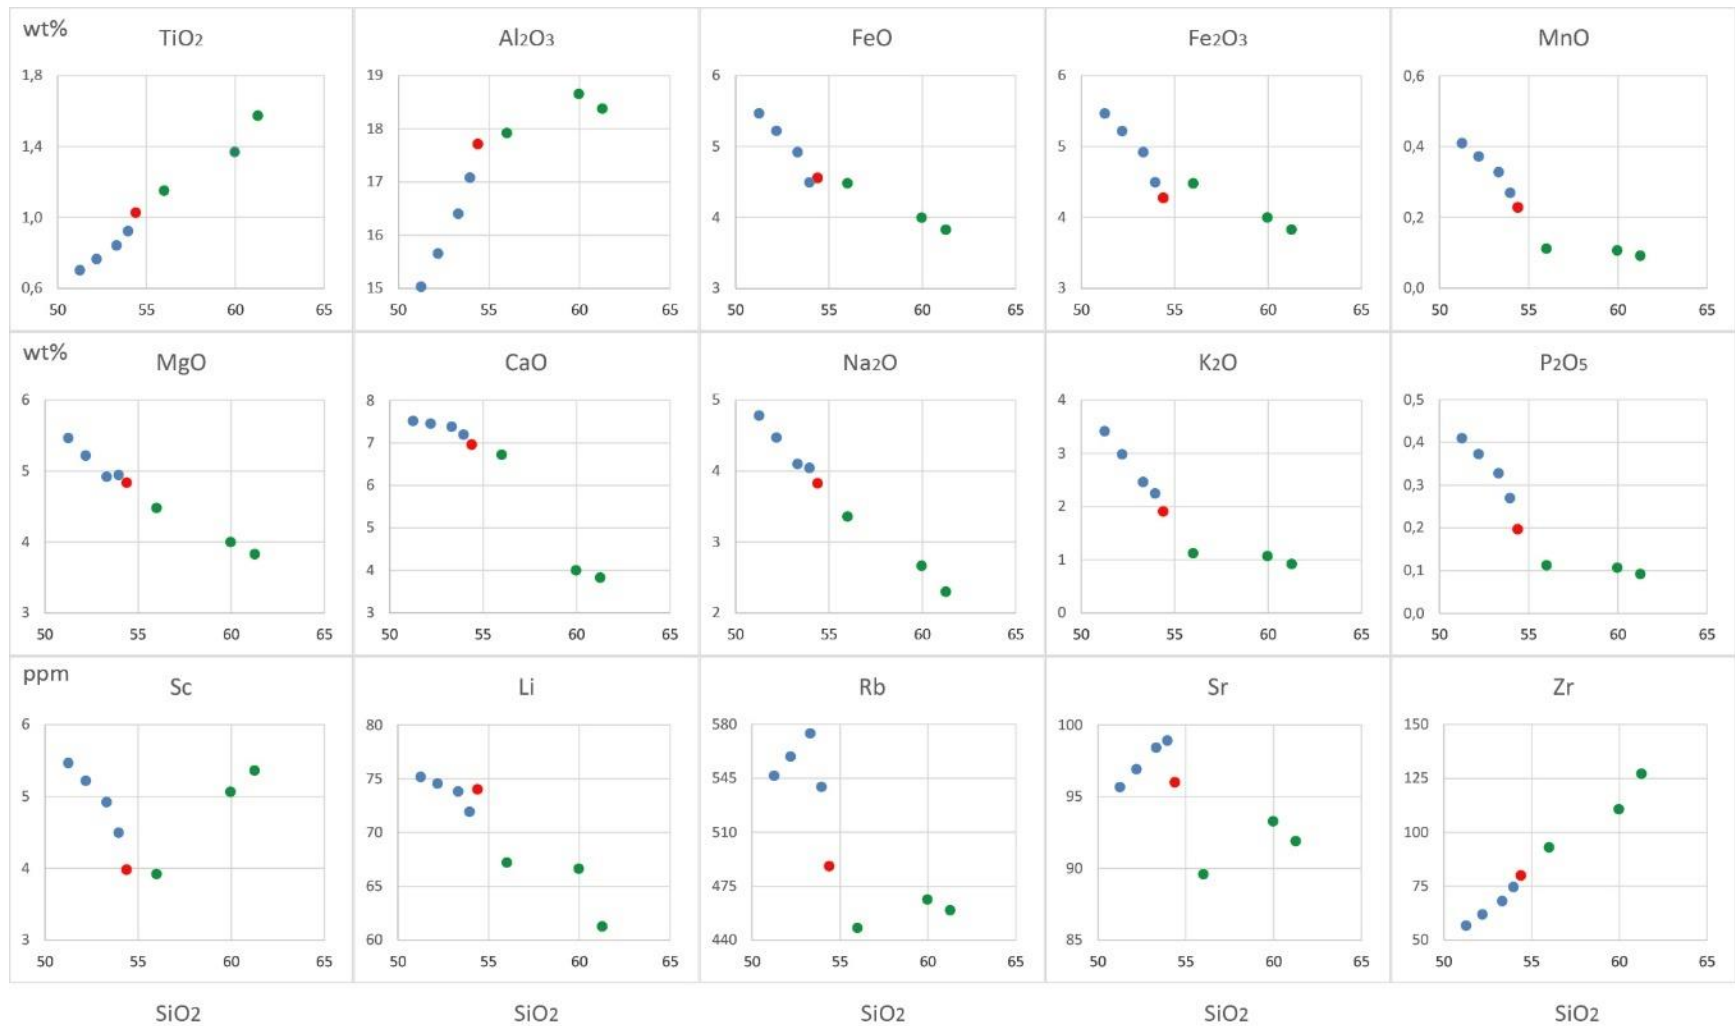 wt%
TiO2 Al2O3 FeO Fe2O3 MnO
1,8 19 6 6 0,6
1,4 18 5 5 0,4
17
1,0 16 4 4 0,2
0,6 15 3 3 0,0
50 55 60 65 50 55 60 65 50 55 60 65 50 55 60 65 50 55 60 65
wt%
MgO CaO Na2O K2O P2O5
6 8 5 4 0,5
7 0,4
5 6 4 3 0,3
5 2 0,2
4 4 3 1 0,1
3 3 2 0 0,0
50 55 60 65 50 55 60 65 50 55 60 65 50 55 60 65 50 55 60 65
ppm
Sc Li Rb Sr Zr
6 80 580 100 150
75 545 125
5 70 510 95 100
4 65 475 90 75
3 60 440 85 50
50 55 60 65 50 55 60 65 50 55 60 65 50 55 60 65 50 55 60 65
SiO2 SiO2 SiO2 SiO2 SiO2